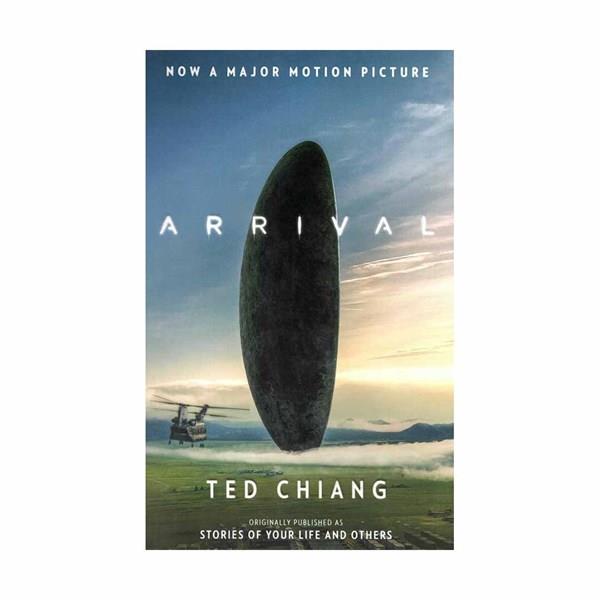 NOW A MAJOR MOTION PICTURE
ARRIVAL
TED CHIANG
ORIGINALLY PUBLISHED AS
STORIES OF YOUR LIFE AND OTHERS